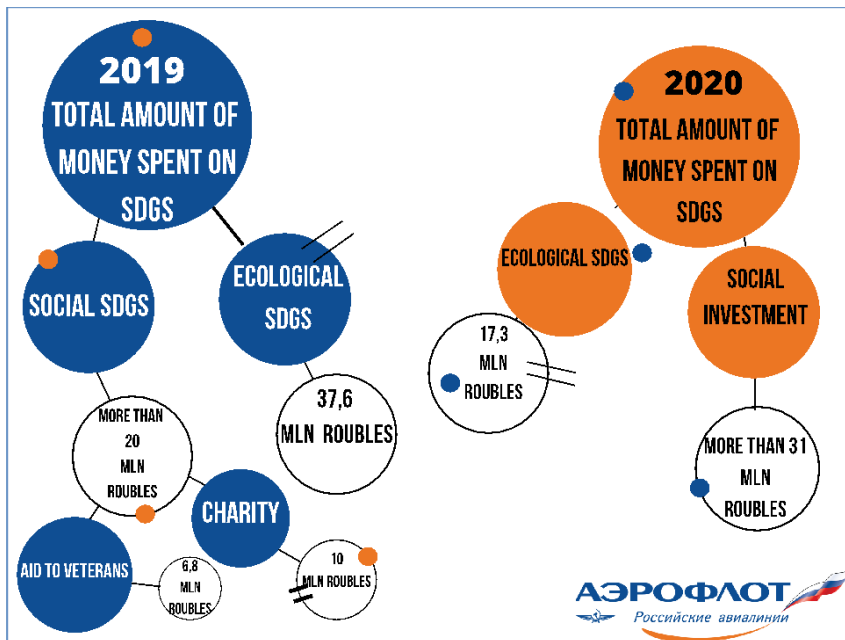 2019
TOTAL AMOUNT OF
MONEY SPENT ON
SDGS
SOCIAL SDGS
ECOLOGICAL
SDGS
MORE THAN
20
MLN
ROUBLES
37,6
MLN ROUBLES
CHARITY
AID TO VETERANS
6,8
MLN
ROUBLES
10
MLN ROUBLES
2020
TOTAL AMOUNT OF
MONEY SPENT ON
SDGS
ECOLOGICAL SDGS
SOCIAL
INVESTMENT
17,3
MLN
ROUBLES
MORE THAN 31
MLN
ROUBLES
АЭРОФЛОТ
Российские авиалинии